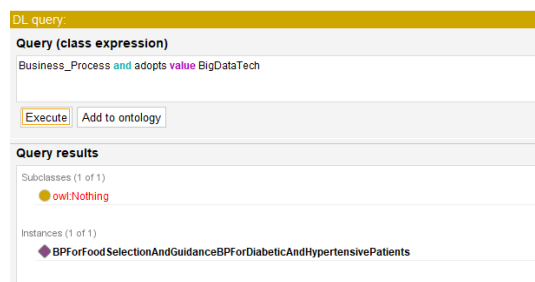 DL query:
Query (class expression)
Business_Process and adopts value BigDataTech
Execute Add to ontology
Query results
Subclasses (1 of 1)
owl:Nothing
Instances (1 of 1)
BPForFoodSelectionAndGuidanceBPForDiabeticAndHypertensivePatients